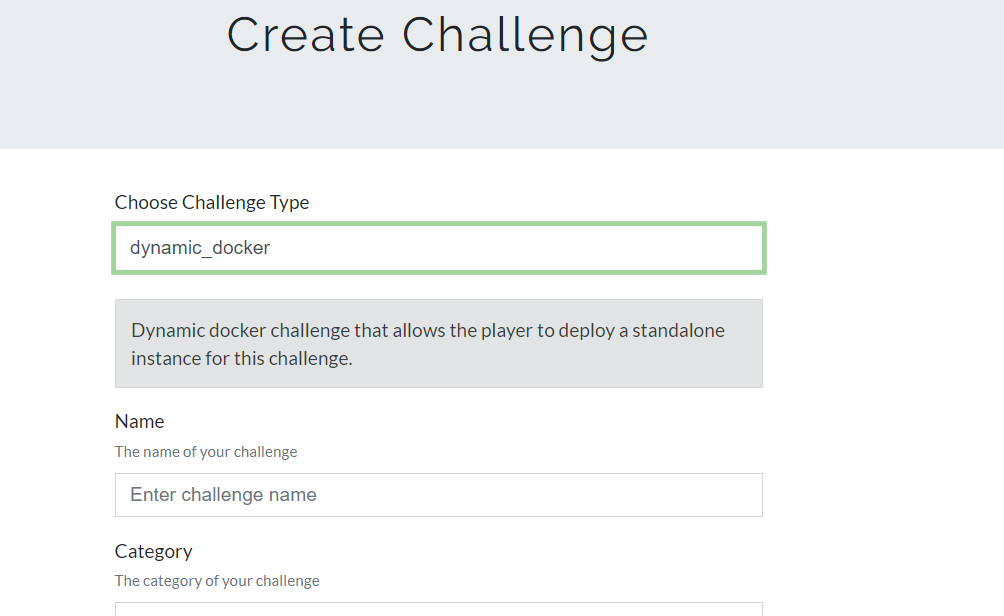 Create Challenge
Choose Challenge Type
dynamic_docker
Dynamic docker challenge that allows the player to deploy a standalone
instance for this challenge.
Name
The name of your challenge
Enter challenge name
Category
The category of your challenge